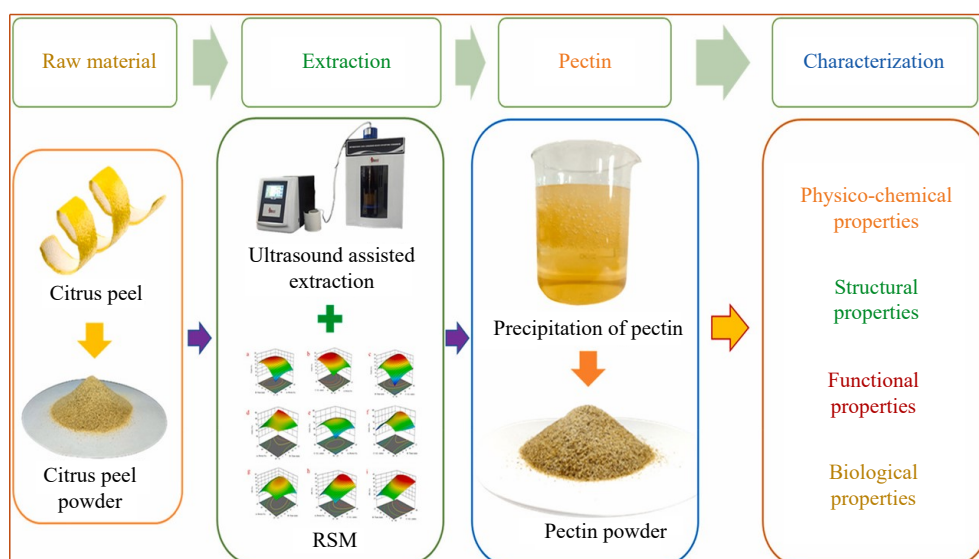 Raw material
Extraction
Pectin
Characterization
Citrus peel
Citrus peel
powder
Ultrasound assisted
extraction
RSM
a
b
c
d
e
f
g
h
i
Precipitation of pectin
Pectin powder
Physico-chemical
properties
Structural
properties
Functional
properties
Biological
properties